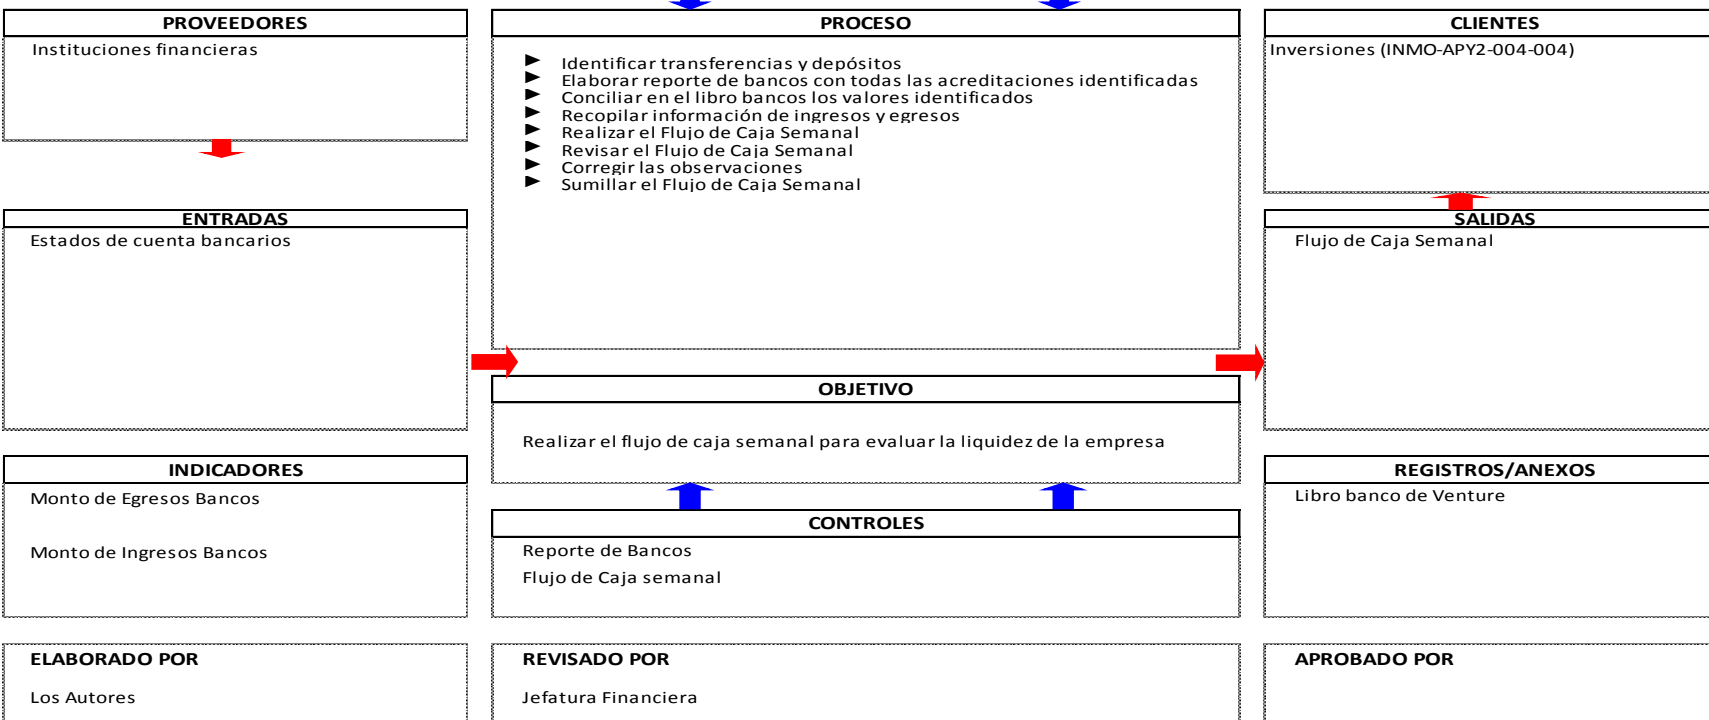 PROVEEDORES
Instituciones financieras
PROCESO
Identificar transferencias y depósitos
Elaborar reporte de bancos con todas las acreditaciones identificadas
Conciliar en el libro bancos los valores identificados
Recopilar información de ingresos y egresos
Realizar el Flujo de Caja Semanal
Revisar el Flujo de Caja Semanal
Corregir las observaciones
Sumillar el Flujo de Caja Semanal
CLIENTES
Inversiones (INMO-APY2-004-004)
ENTRADAS
Estados de cuenta bancarios
SALIDAS
Flujo de Caja Semanal
OBJETIVO
Realizar el flujo de caja semanal para evaluar la liquidez de la empresa
INDICADORES
Monto de Egresos Bancos
Monto de Ingresos Bancos
CONTROLES
Reporte de Bancos
Flujo de Caja semanal
REGISTROS/ANEXOS
Libro banco de Venture
ELABORADO POR
Los Autores
REVISADO POR
Jefatura Financiera
APROBADO POR